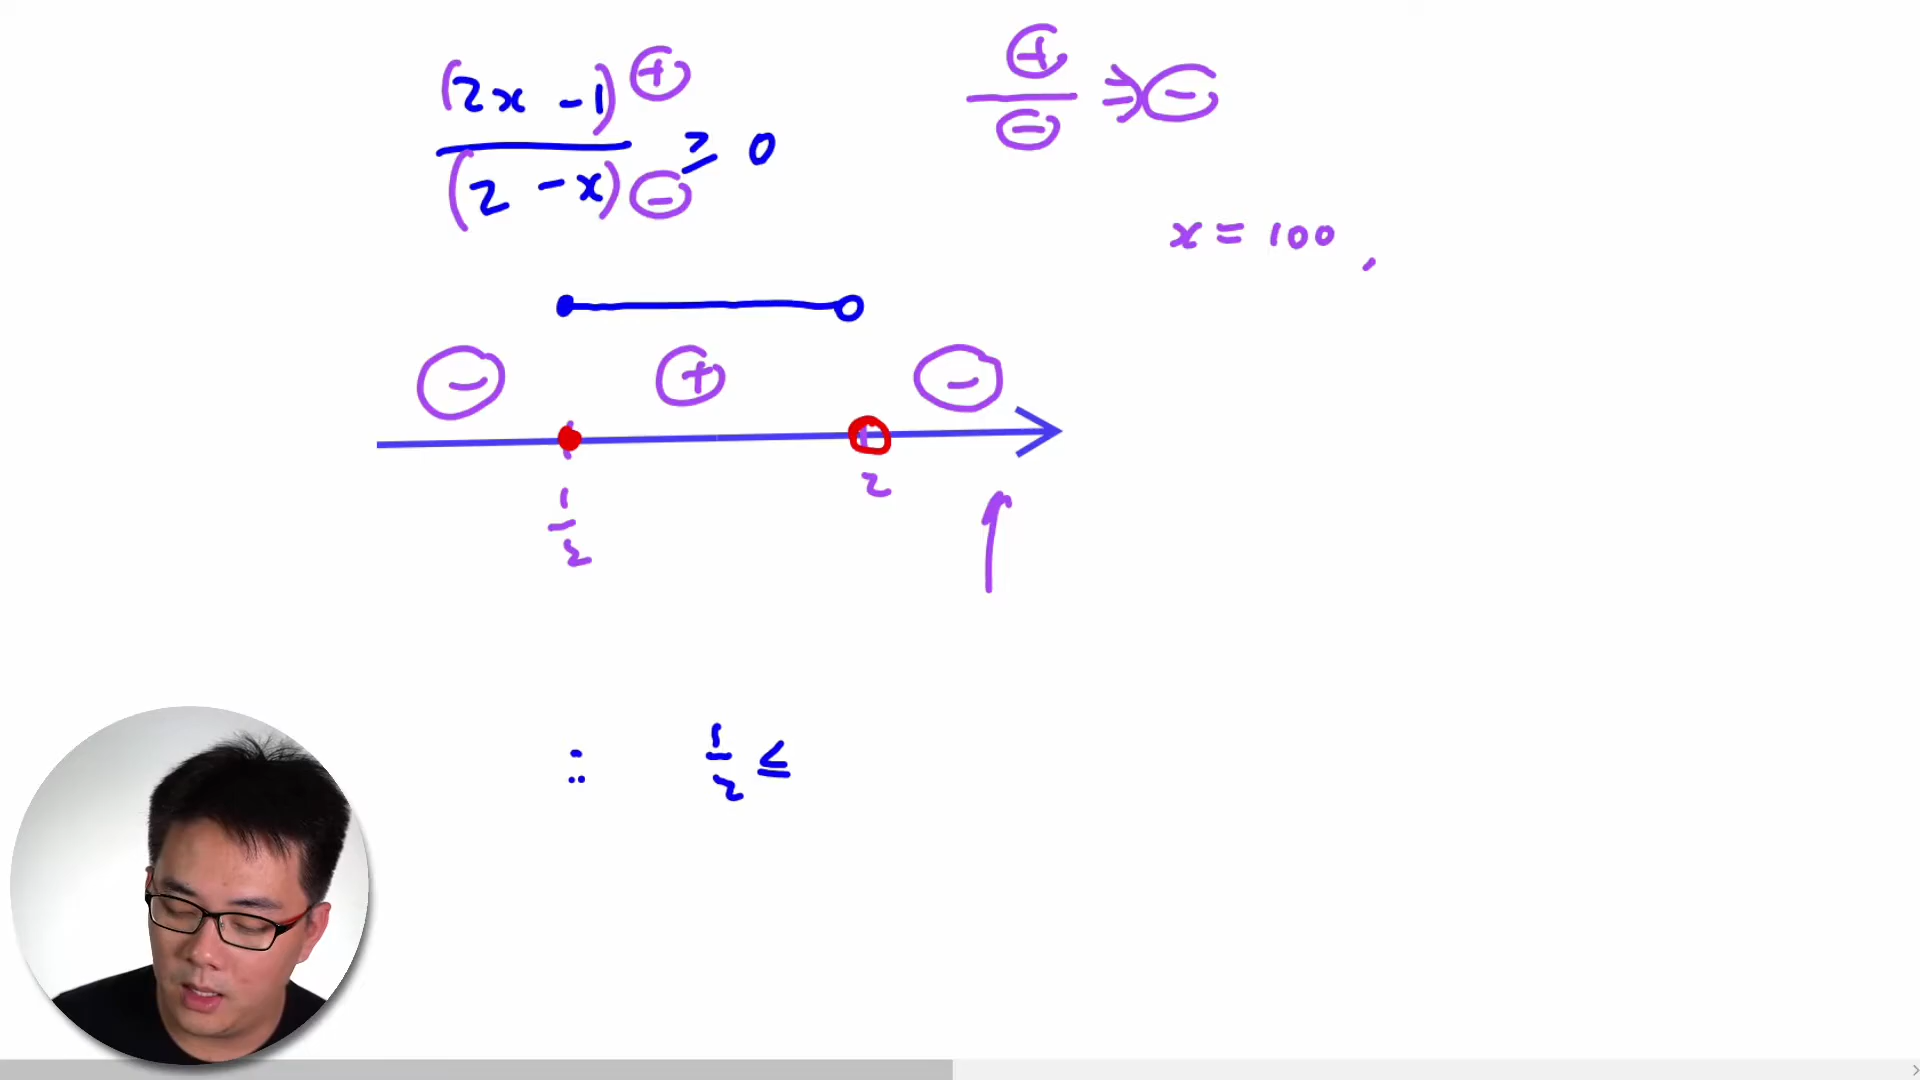 (2x - 1) +
(2 - x) - ≥ 0
+
- ⇒ -
x = 100 ,
- + -
1/2 2
∴ 1/2 ≤